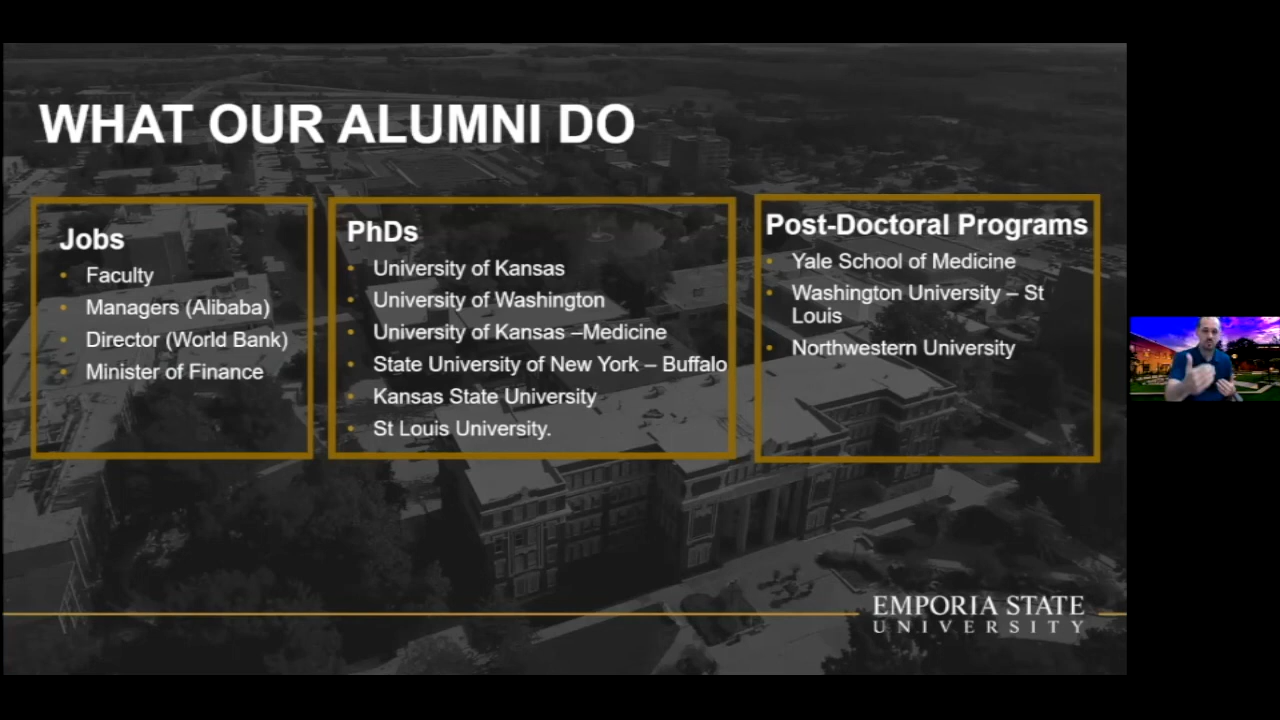 WHAT OUR ALUMNI DO
Jobs
• Faculty
• Managers (Alibaba)
• Director (World Bank)
• Minister of Finance
PhDs
• University of Kansas
• University of Washington
• University of Kansas –Medicine
• State University of New York – Buffalo
• Kansas State University
• St Louis University.
Post-Doctoral Programs
• Yale School of Medicine
• Washington University – St
Louis
• Northwestern University
EMPORIA STATE
UNIVERSITY